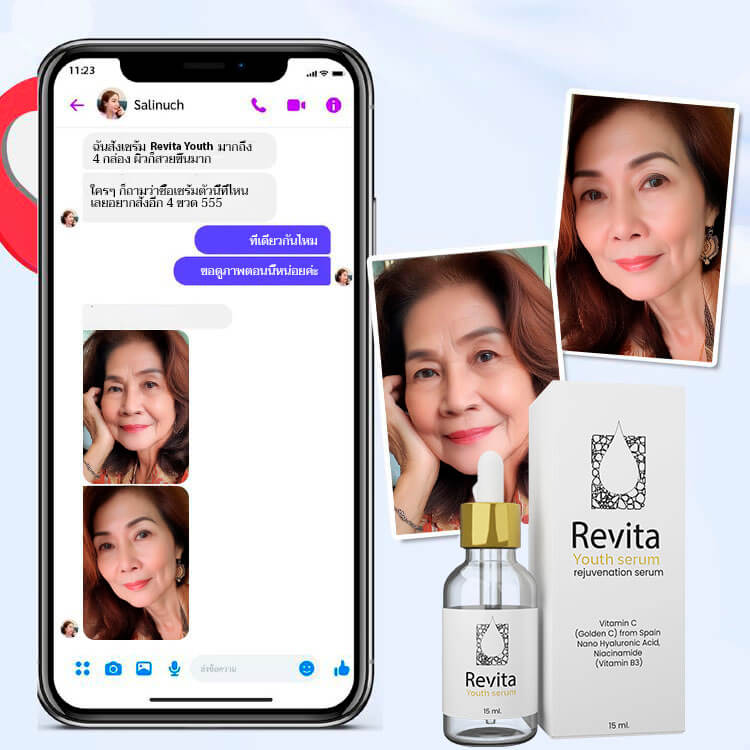 11:23
Salinuch
ฉันสั่งเซรั่ม Revita Youth มากถึง
4 กล่อง ผิวก็สวยขึ้นมาก
ใครๆ ก็ถามว่าซื้อเซรั่มตัวนี้ที่ไหน
เลยอยากสั่งอีก 4 ขวด 555
ที่เดียวกันไหม
ขอดูภาพตอนนี้หน่อยค่ะ
ส่งข้อความ
Revita
Youth serum
rejuvenation serum
Vitamin C
(Golden C) from Spain
Nano Hyaluronic Acid,
Niacinamide
(Vitamin B3)
15 ml.
Revita
Youth serum
15 ml.